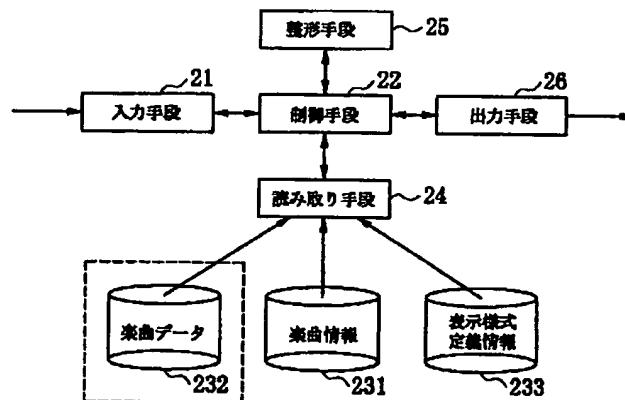 整形手段
25
21
22
26
入力手段
制御手段
出力手段
読み取り手段
24
楽曲データ
楽曲情報
表示様式
定義情報
232
231
233